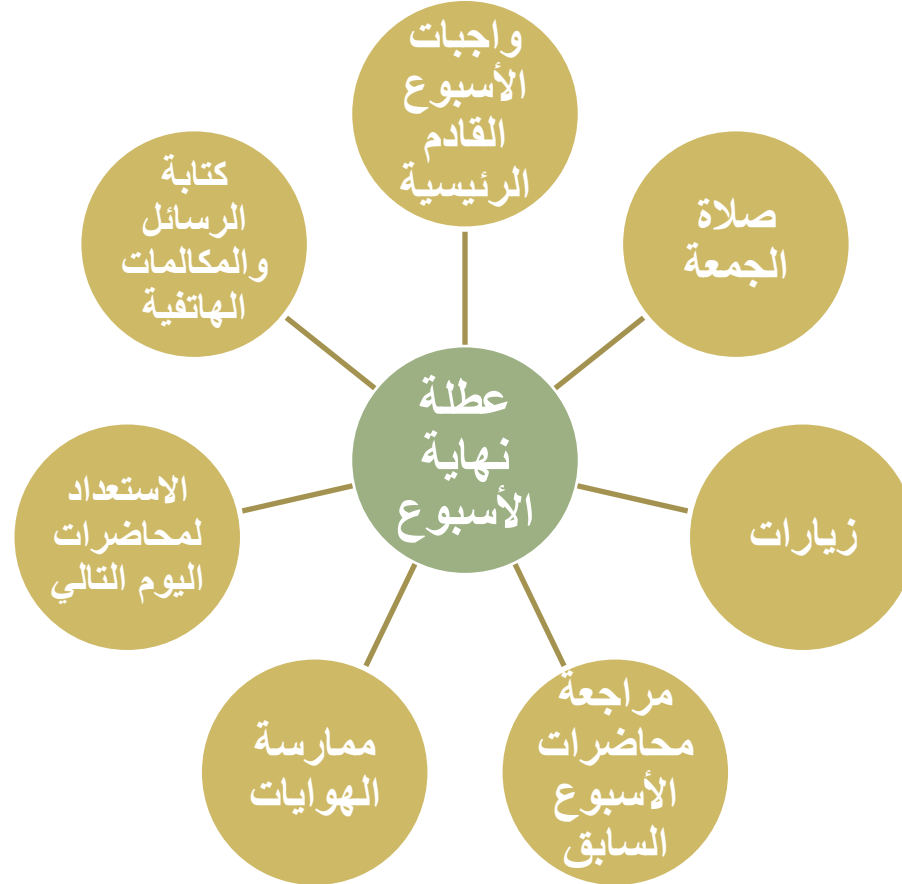 واجبات
الأسبوع
القادم
الرئيسية
صلاة
الجمعة
زيارات
مراجعة
محاضرات
الأسبوع
السابق
ممارسة
الهوايات
الاستعداد
لمحاضرات
اليوم التالي
كتابة
الرسائل
والمكالمات
الهاتفية
عطلة
نهاية
الأسبوع